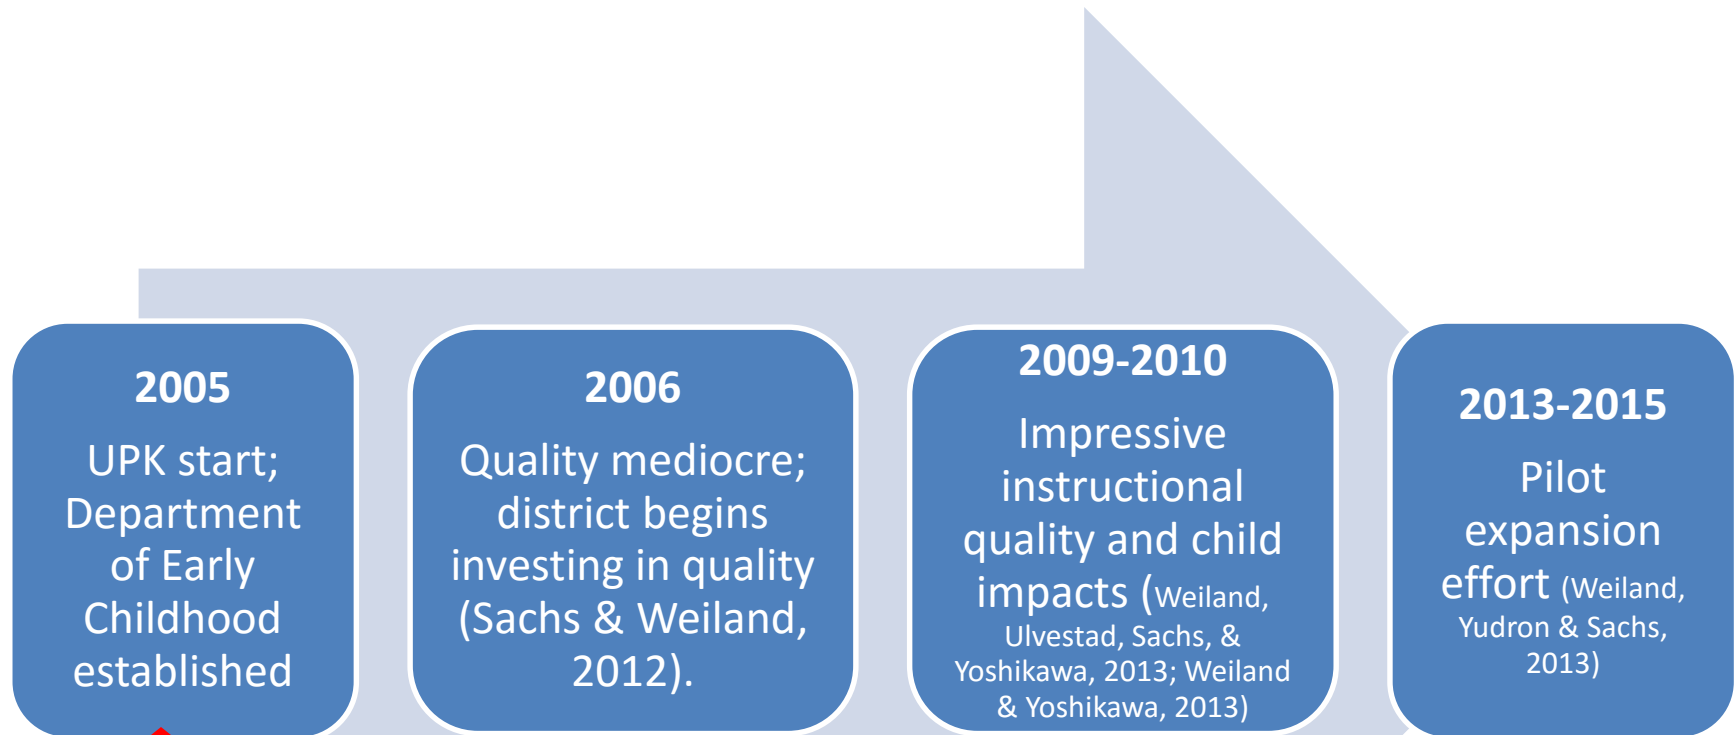 2005
UPK start;
Department
of Early
Childhood
established
2006
Quality mediocre;
district begins
investing in quality
(Sachs & Weiland,
2012).
2009-2010
Impressive
instructional
quality and child
impacts (Weiland,
Ulvestad, Sachs, &
Yoshikawa, 2013; Weiland
& Yoshikawa, 2013)
2013-2015
Pilot
expansion
effort (Weiland,
Yudron & Sachs,
2013)